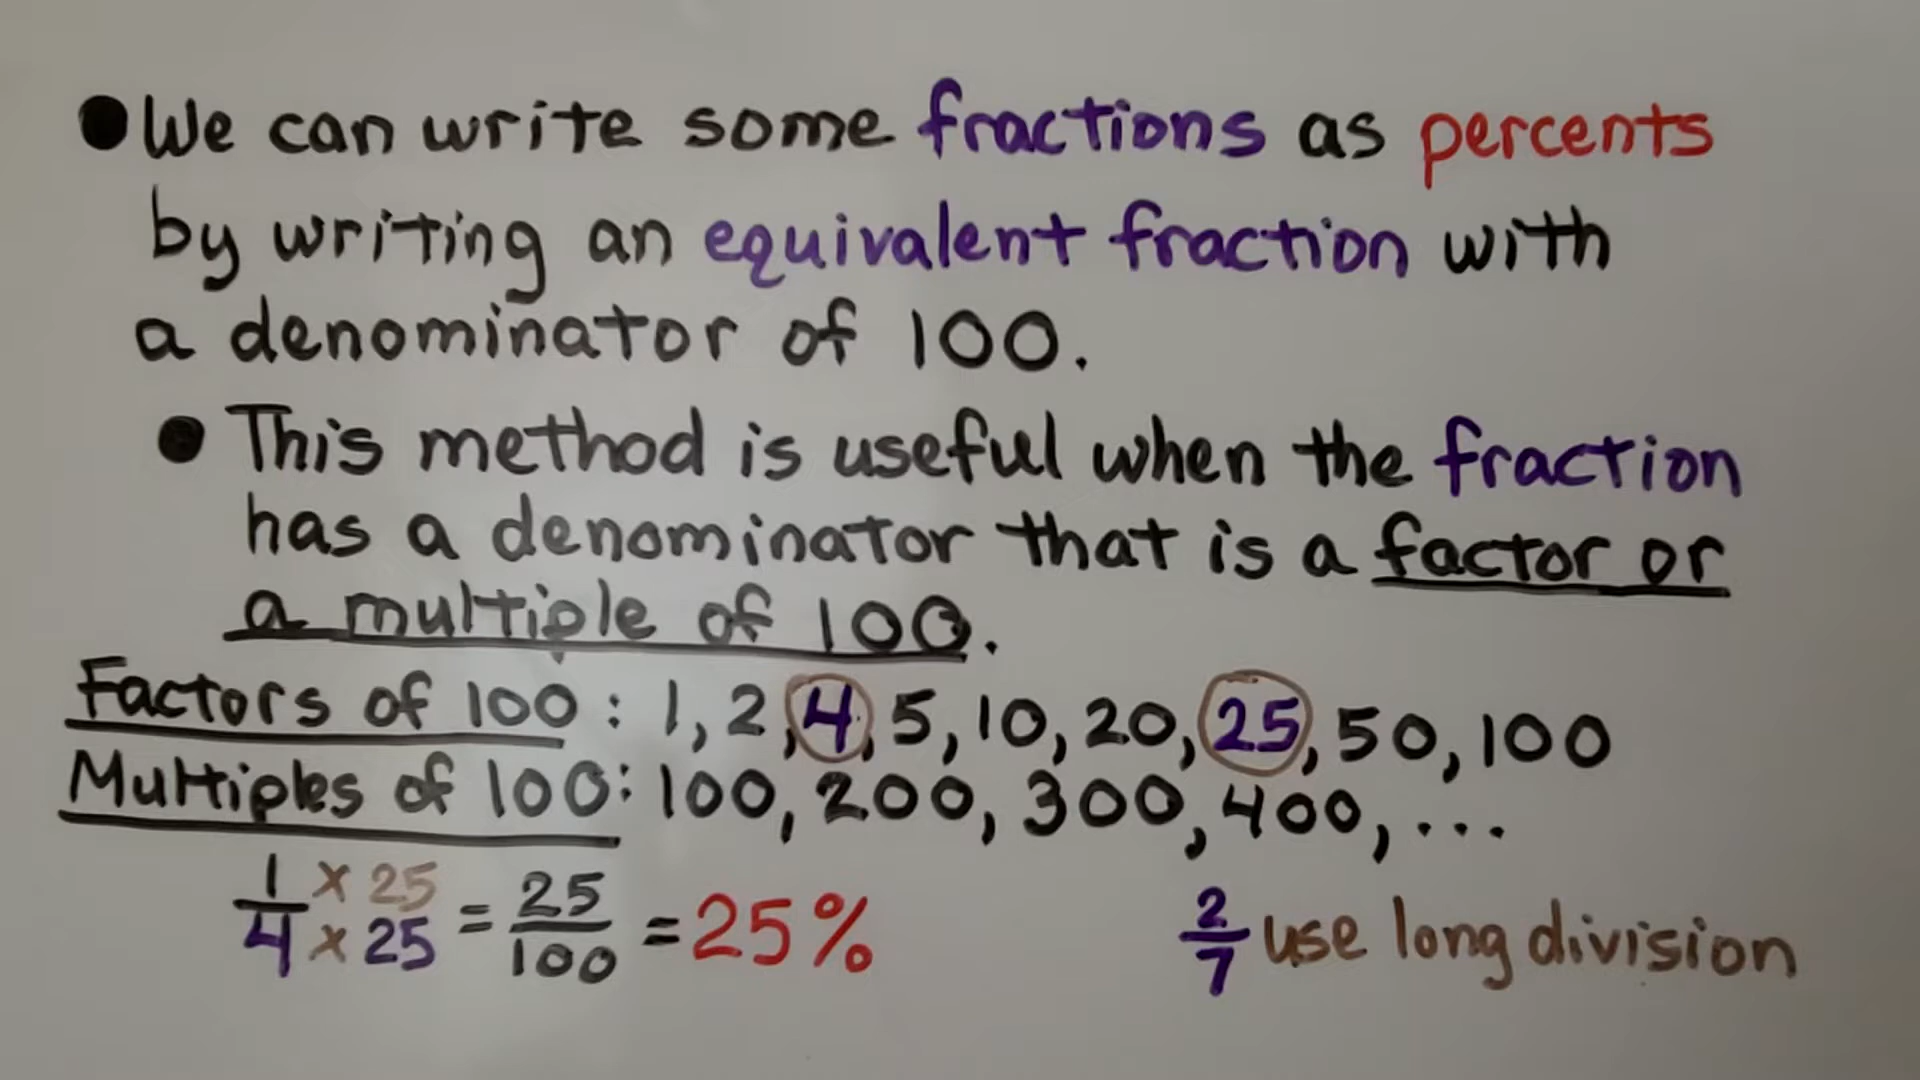 ● We can write some fractions as percents
by writing an equivalent fraction with
a denominator of 100.
● This method is useful when the fraction
has a denominator that is a factor or
a multiple of 100.
Factors of 100: 1, 2, 4, 5, 10, 20, 25, 50, 100
Multiples of 100: 100, 200, 300, 400, ...
1/4 × 25/× 25 = 25/100 = 25% 2/7 use long division